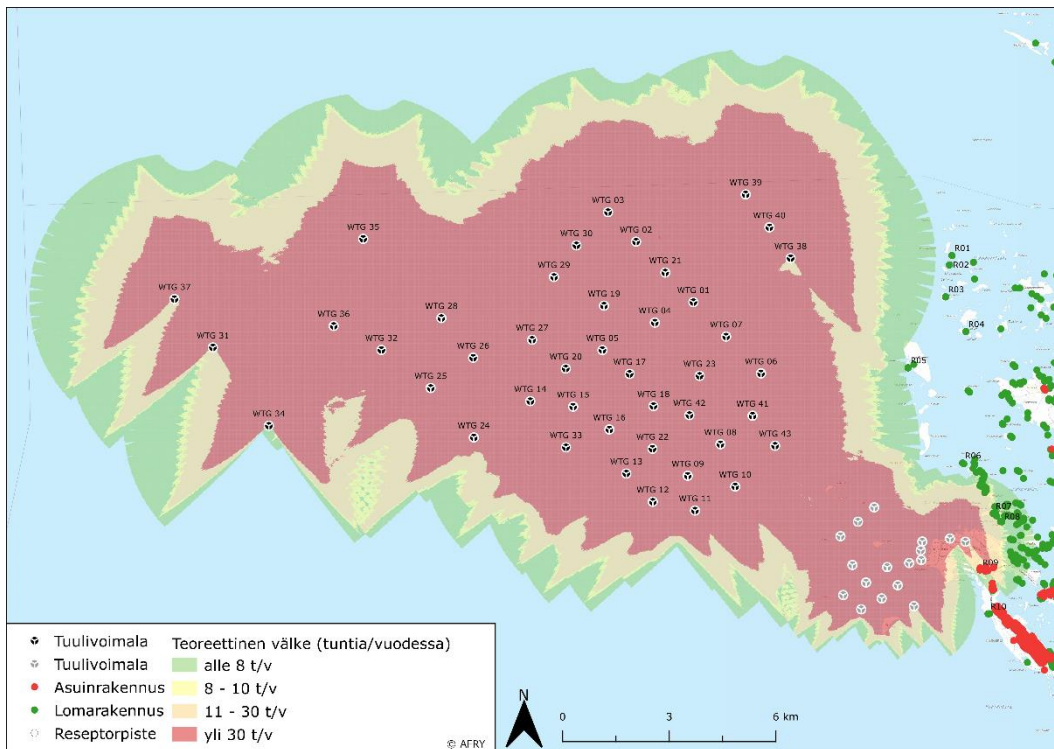 WTG 39
WTG 03
WTG 40
WTG 02
WTG 35
WTG 30
WTG 38
R01
R02
WTG 21
WTG 29
WTG 37
R03
WTG 01
WTG 19
WTG 28
WTG 36
WTG 04
R04
WTG 27
WTG 07
WTG 31
WTG 32
WTG 05
WTG 26
R05
WTG 20
WTG 17
WTG 23
WTG 06
WTG 25
WTG 14
WTG 15
WTG 18
WTG 42
WTG 41
WTG 34
WTG 16
WTG 24
WTG 33
WTG 22
WTG 08
WTG 43
R06
WTG 13
WTG 09
WTG 10
WTG 12
WTG 11
R07
R08
R09
R10
Tuulivoimala
Tuulivoimala
Asuinrakennus
Lomarakennus
Reseptorpiste
Teoreettinen välke (tuntia/vuodessa)
alle 8 t/v
8 - 10 t/v
11 - 30 t/v
yli 30 t/v
© AFRY
N
0 3 6 km